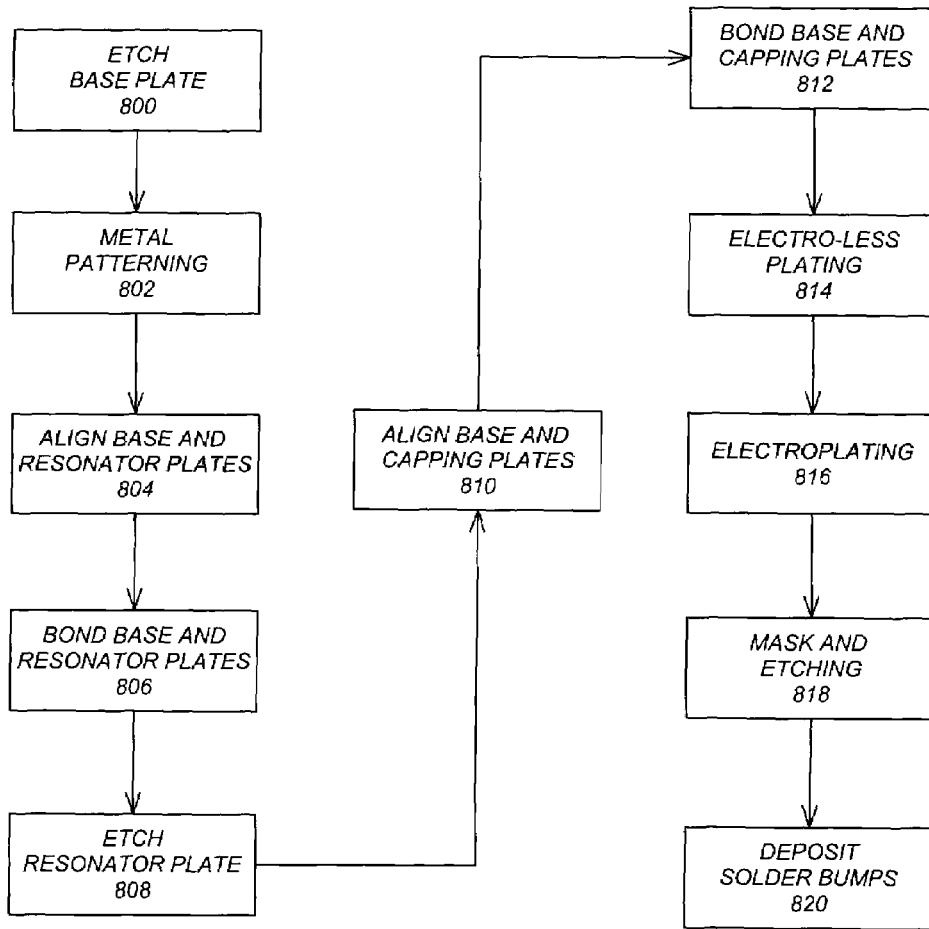 ETCH
BASE PLATE
800
METAL
PATTERNING
802
ALIGN BASE AND
RESONATOR PLATES
804
BOND BASE AND
RESONATOR PLATES
806
ETCH
RESONATOR PLATE
808
ALIGN BASE AND
CAPPING PLATES
810
BOND BASE AND
CAPPING PLATES
812
ELECTRO-LESS
PLATING
814
ELECTROPLATING
816
MASK AND
ETCHING
818
DEPOSIT
SOLDER BUMPS
820